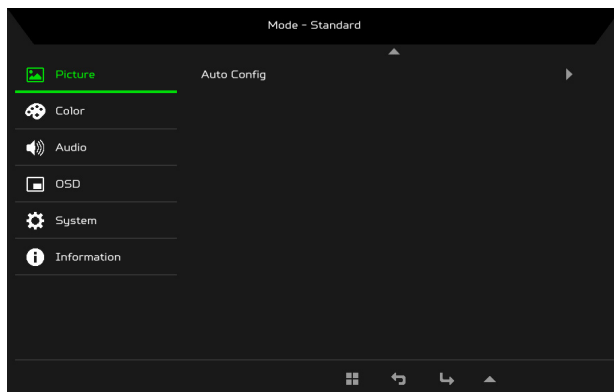 Mode - Standard
Picture
Auto Config
Color
Audio
OSD
System
Information